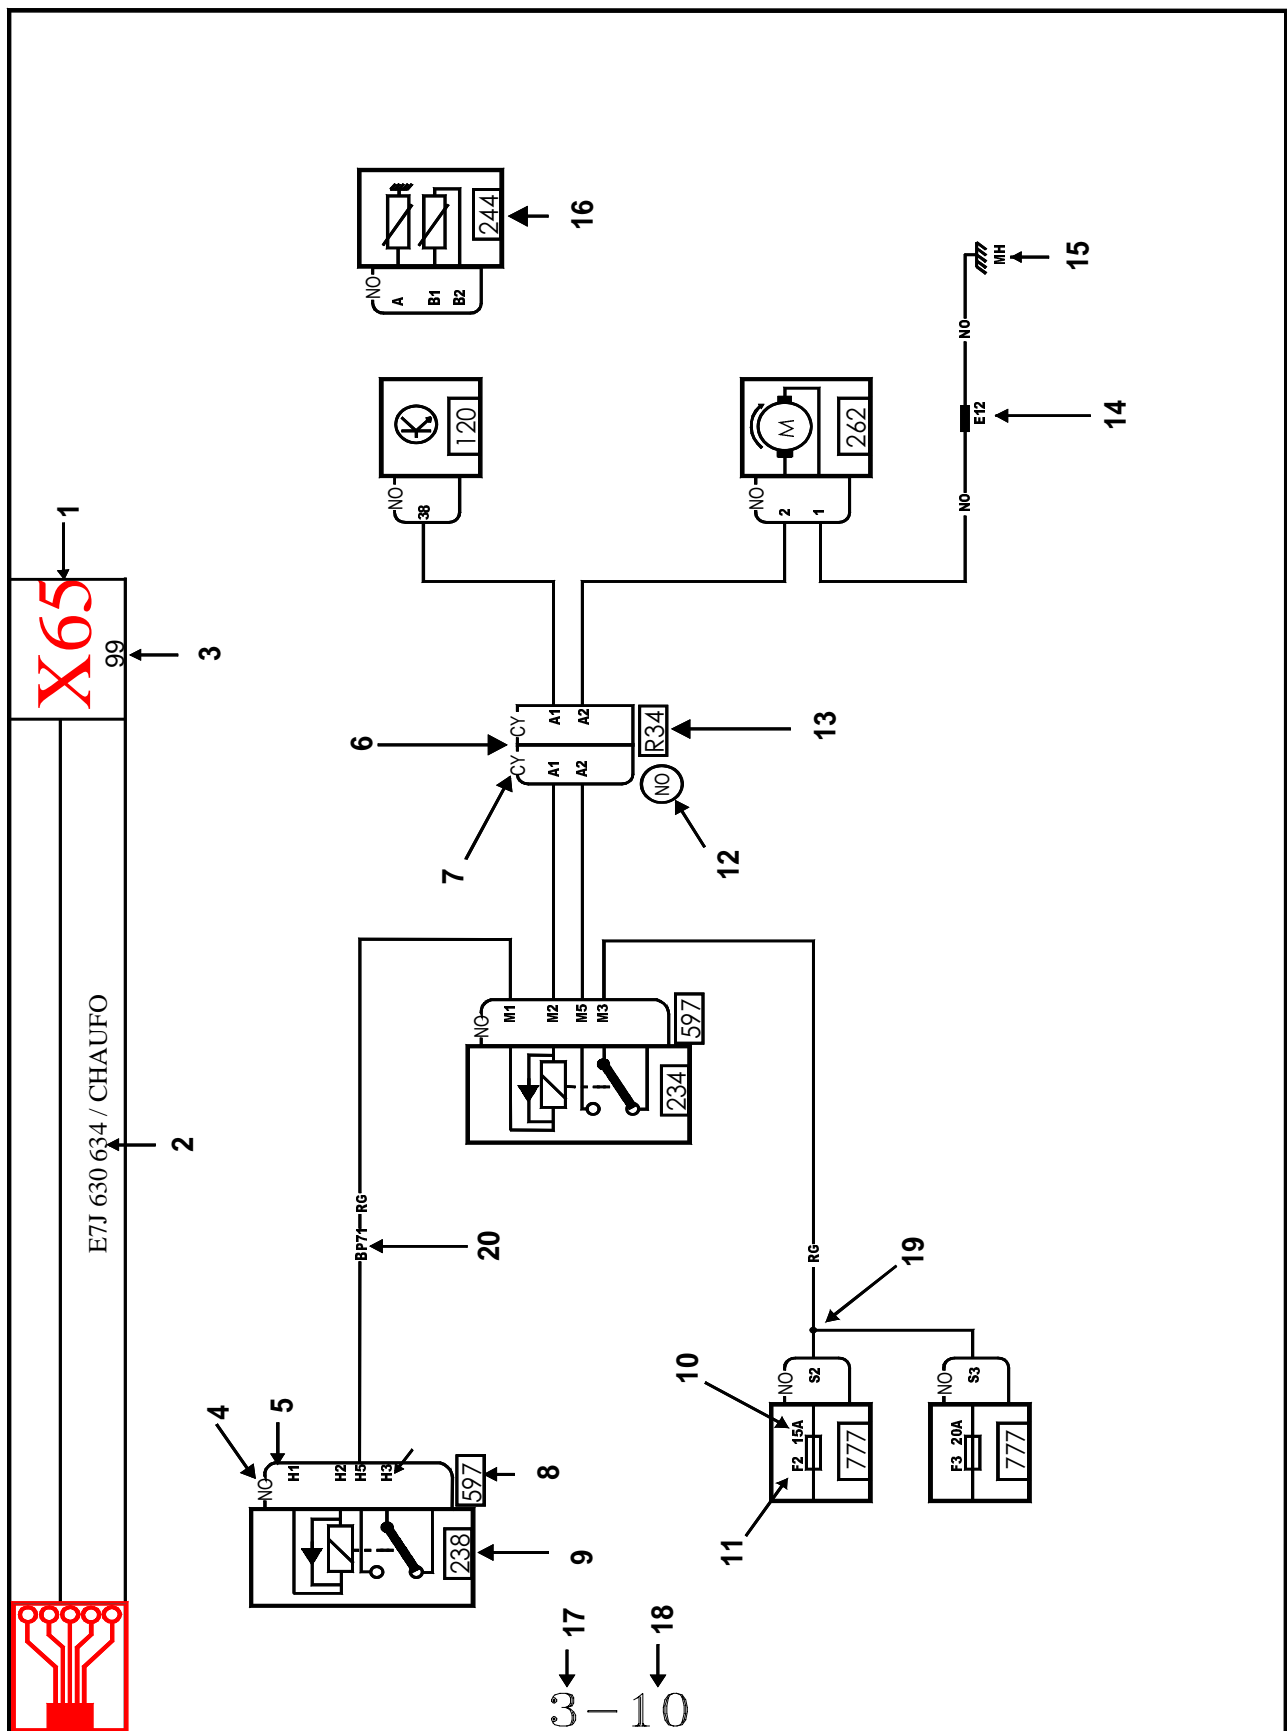 X65
99
1
3
E7J 630 634 / CHAUFO
2
NO
A
B1
B2
244
16
NO
38
120
NO
2
1
M
262
NO
E12
NO
MH
14
15
6
7
CY
CY
A1
A1
A2
A2
R34
NO
13
12
NO
M1
M2
M5
M3
597
234
BP71
RG
20
4
5
NO
H1
H2
H5
H3
597
238
8
9
RG
19
10
11
NO
S2
F2 15A
777
NO
S3
F3 20A
777
17
18
3-10